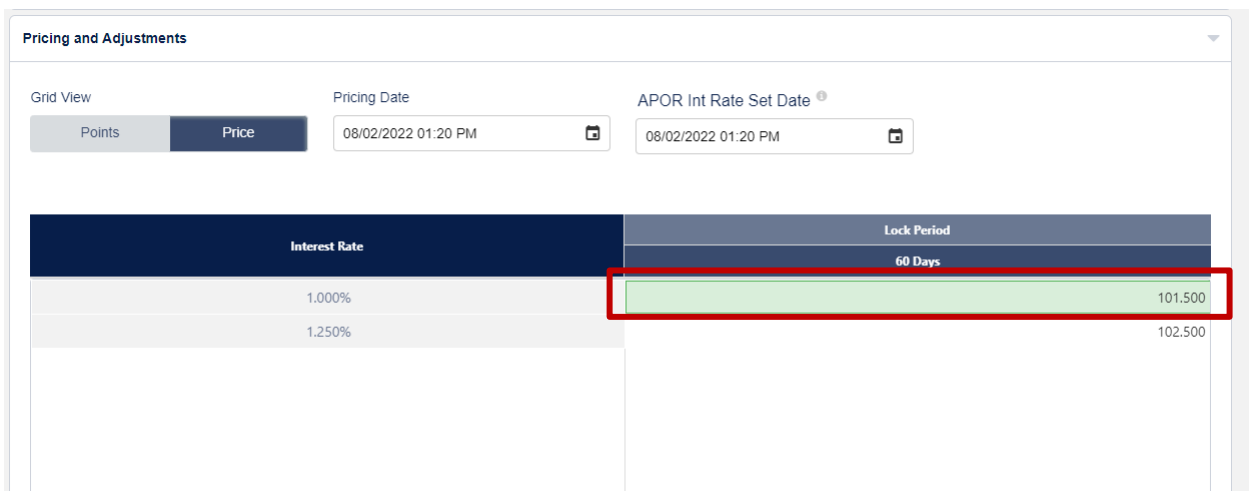 Pricing and Adjustments
Grid View
Pricing Date
APOR Int Rate Set Date
Points
Price
08/02/2022 01:20 PM
08/02/2022 01:20 PM
Interest Rate
Lock Period
60 Days
1.000%
101.500
1.250%
102.500